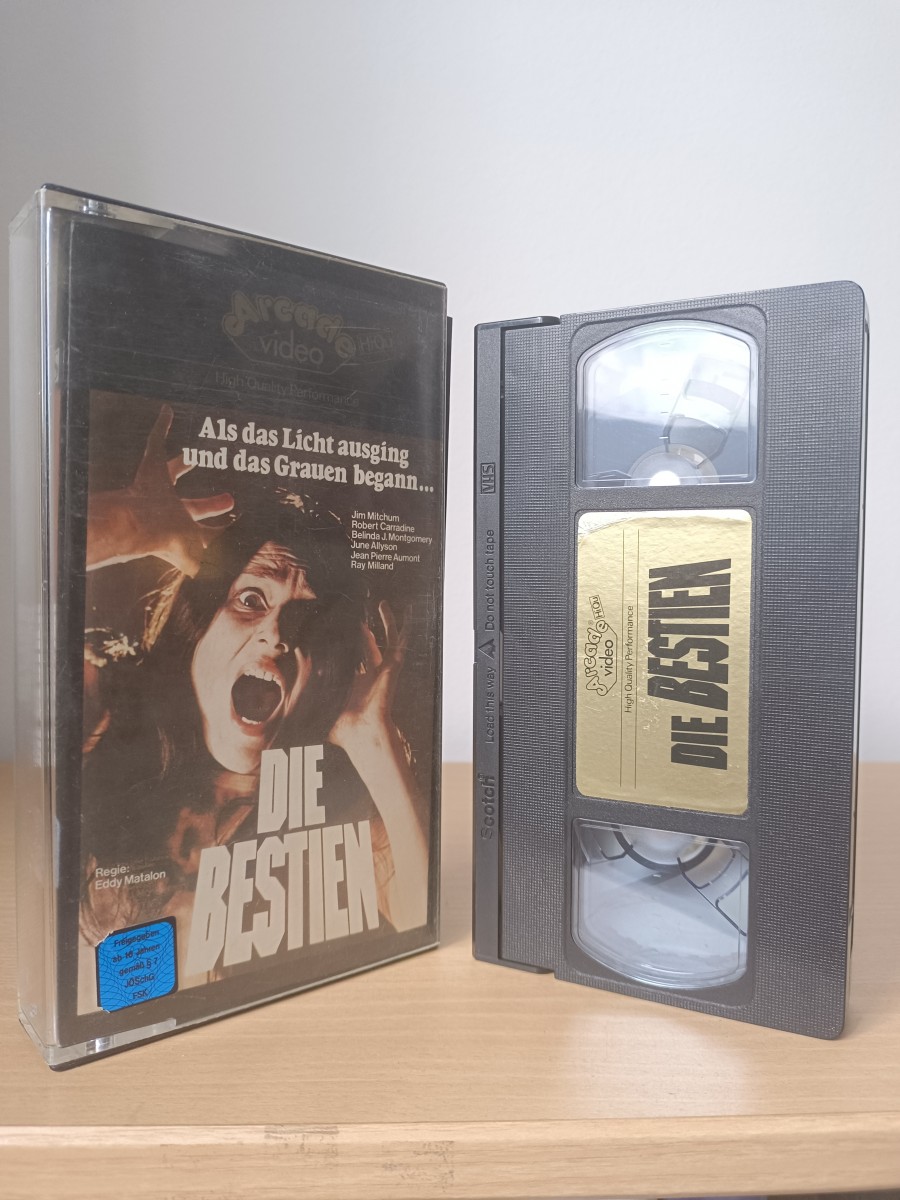 Arcade
video
HiQu
High Quality Performance
Als das Licht ausging
und das Grauen begann...
Jim Mitchum
Robert Carradine
Belinda J. Montgomery
June Allyson
Jean Pierre Aumont
Ray Milland
DIE
BESTIEN
Regie:
Eddy Matalon
Freigegeben
ab 16 Jahren
gemäß § 7
JÖSchG
FSK
VHS
Do not touch tape
Load this way
Scotch
Arcade
video
HiQu
High Quality Performance
DIE BESTIEN